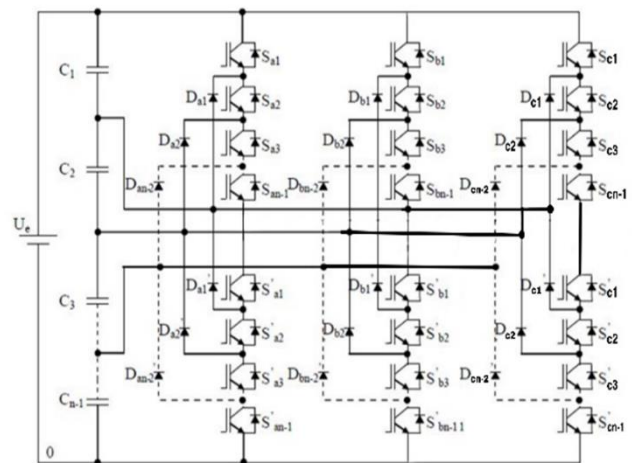 C₁
C₂
C₃
Cₙ₋₁
Uₑ
0
Sa1
Sa2
Sa3
San-1
Da1
Da2
Dan-2
S'a1
S'a2
S'a3
S'an-1
Da1'
Da2'
Dan-2'
Sb1
Sb2
Sb3
Sbn-1
Db1
Db2
Dbn-2
S'b1
S'b2
S'b3
S'bn-11
Db1'
Db2
Dbn-2'
Sc1
Sc2
Sc3
Scn-1
Dc1
Dc2
Dcn-2
S'c1
S'c2
S'c3
S'cn-1
Dc1'
Dc2
Dcn-2'